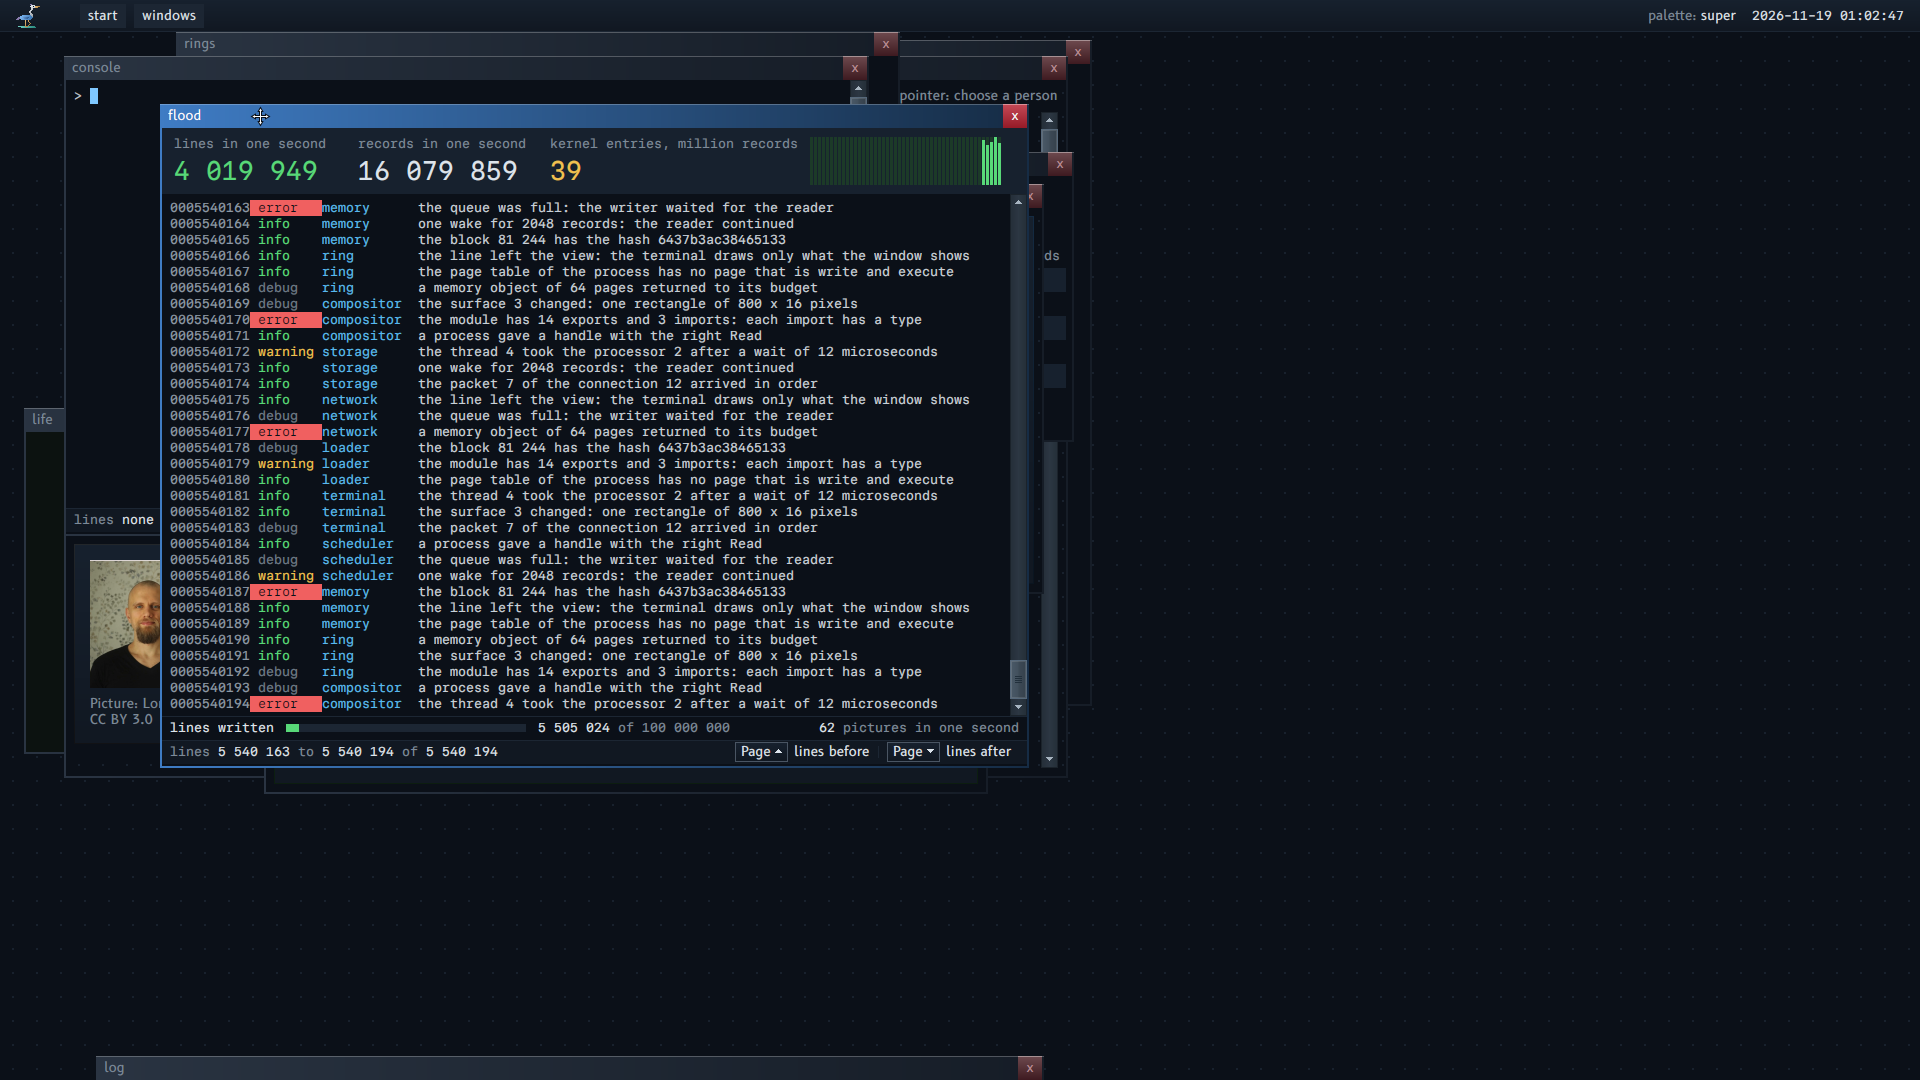 start windows palette: super 2026-11-19 01:02:47
rings x
x
console x
x
> 
pointer: choose a person
flood x
lines in one second records in one second kernel entries, million records
4 019 949 16 079 859 39
x
x
ds
0005540163 error memory the queue was full: the writer waited for the reader
0005540164 info memory one wake for 2048 records: the reader continued
0005540165 info memory the block 81 244 has the hash 6437b3ac38465133
0005540166 info ring the line left the view: the terminal draws only what the window shows
0005540167 info ring the page table of the process has no page that is write and execute
0005540168 debug ring a memory object of 64 pages returned to its budget
0005540169 debug compositor the surface 3 changed: one rectangle of 800 x 16 pixels
0005540170 error compositor the module has 14 exports and 3 imports: each import has a type
0005540171 info compositor a process gave a handle with the right Read
0005540172 warning storage the thread 4 took the processor 2 after a wait of 12 microseconds
0005540173 info storage one wake for 2048 records: the reader continued
0005540174 info storage the packet 7 of the connection 12 arrived in order
0005540175 info network the line left the view: the terminal draws only what the window shows
0005540176 debug network the queue was full: the writer waited for the reader
0005540177 error network a memory object of 64 pages returned to its budget
0005540178 debug loader the block 81 244 has the hash 6437b3ac38465133
0005540179 warning loader the module has 14 exports and 3 imports: each import has a type
0005540180 info loader the page table of the process has no page that is write and execute
0005540181 info terminal the thread 4 took the processor 2 after a wait of 12 microseconds
0005540182 info terminal the surface 3 changed: one rectangle of 800 x 16 pixels
0005540183 debug terminal the packet 7 of the connection 12 arrived in order
0005540184 info scheduler a process gave a handle with the right Read
0005540185 debug scheduler the queue was full: the writer waited for the reader
0005540186 warning scheduler one wake for 2048 records: the reader continued
0005540187 error memory the block 81 244 has the hash 6437b3ac38465133
0005540188 info memory the line left the view: the terminal draws only what the window shows
0005540189 info memory the page table of the process has no page that is write and execute
0005540190 info ring a memory object of 64 pages returned to its budget
0005540191 info ring the surface 3 changed: one rectangle of 800 x 16 pixels
0005540192 debug ring the module has 14 exports and 3 imports: each import has a type
0005540193 debug compositor a process gave a handle with the right Read
0005540194 error compositor the thread 4 took the processor 2 after a wait of 12 microseconds
lines written 5 505 024 of 100 000 000 62 pictures in one second
lines 5 540 163 to 5 540 194 of 5 540 194 Page lines before Page lines after
life
lines none
Picture: Lo
CC BY 3.0
log x